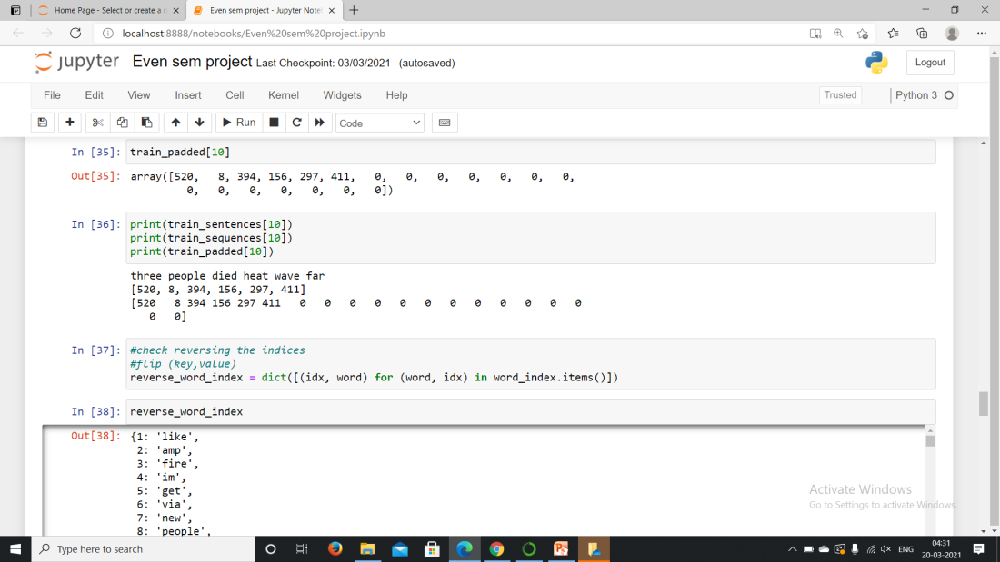 Home Page - Select or create a n
Even sem project - Jupyter Note
localhost:8888/notebooks/Even%20sem%20project.ipynb
jupyter Even sem project Last Checkpoint: 03/03/2021 (autosaved)
Logout
File Edit View Insert Cell Kernel Widgets Help
Trusted Python 3
Run Code
In [35]: train_padded[10]
Out[35]: array([520, 8, 394, 156, 297, 411, 0, 0, 0, 0, 0, 0, 0,
0, 0, 0, 0, 0, 0, 0])
In [36]: print(train_sentences[10])
print(train_sequences[10])
print(train_padded[10])
three people died heat wave far
[520, 8, 394, 156, 297, 411]
[520 8 394 156 297 411 0 0 0 0 0 0 0 0 0 0 0 0
0 0]
In [37]: #check reversing the indices
#flip (key,value)
reverse_word_index = dict([(idx, word) for (word, idx) in word_index.items()])
In [38]: reverse_word_index
Out[38]: {1: 'like',
2: 'amp',
3: 'fire',
4: 'im',
5: 'get',
6: 'via',
7: 'new',
8: 'people',
Activate Windows
Go to Settings to activate Windows.
Type here to search
ENG
04:31
20-03-2021